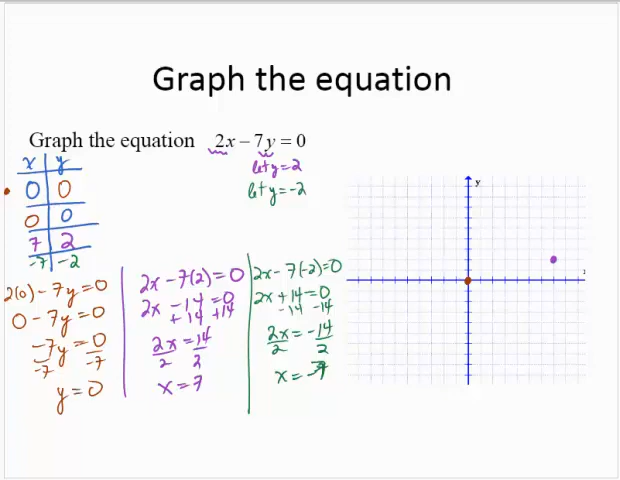 Graph the equation
Graph the equation 2x − 7y = 0
let y = 2
let y = -2
x y
0 0
0 0
7 2
-7 -2
2(0) - 7y = 0
0 - 7y = 0
-7y = 0
-7 -7
y = 0
2x - 7(2) = 0
2x - 14 = 0
+ 14 +14
2x = 14
2 2
x = 7
2x - 7(-2) = 0
2x + 14 = 0
-14 -14
2x = -14
2 2
x = -7
y